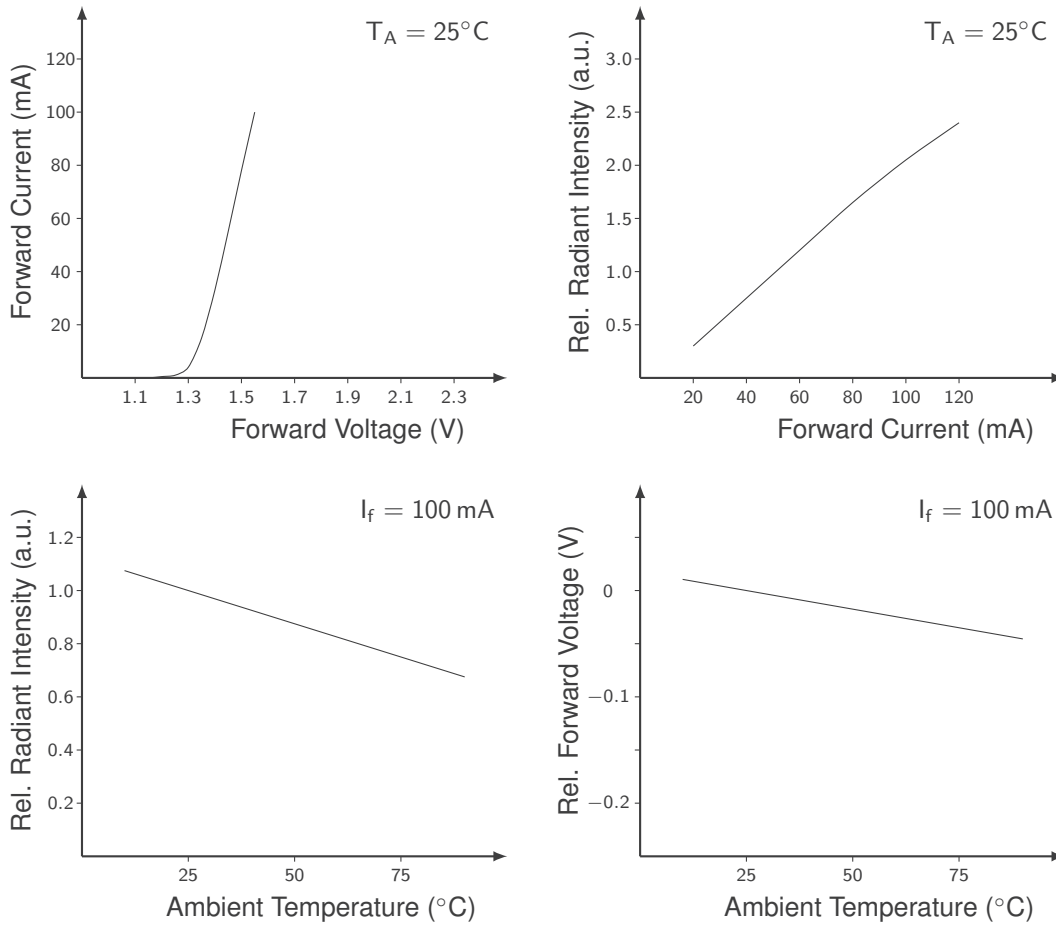 T_A = 25°C
Forward Current (mA)
120
100
80
60
40
20
1.1 1.3 1.5 1.7 1.9 2.1 2.3
Forward Voltage (V)
T_A = 25°C
Rel. Radiant Intensity (a.u.)
3.0
2.5
2.0
1.5
1.0
0.5
20 40 60 80 100 120
Forward Current (mA)
I_f = 100 mA
Rel. Radiant Intensity (a.u.)
1.2
1.0
0.8
0.6
0.4
0.2
25 50 75
Ambient Temperature (°C)
I_f = 100 mA
Rel. Forward Voltage (V)
0
−0.1
−0.2
25 50 75
Ambient Temperature (°C)